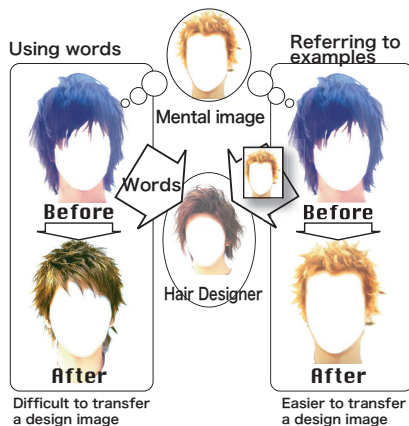 Using words
Referring to
examples
Mental image
Words
Before
Before
Hair Designer
After
After
Difficult to transfer
a design image
Easier to transfer
a design image